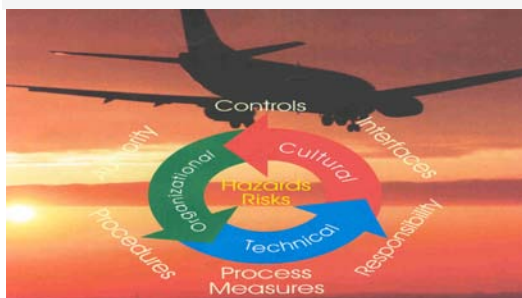 Controls
Authority
Interfaces
Organizational
Cultural
Hazards
Risks
Technical
Procedures
Responsibility
Process
Measures